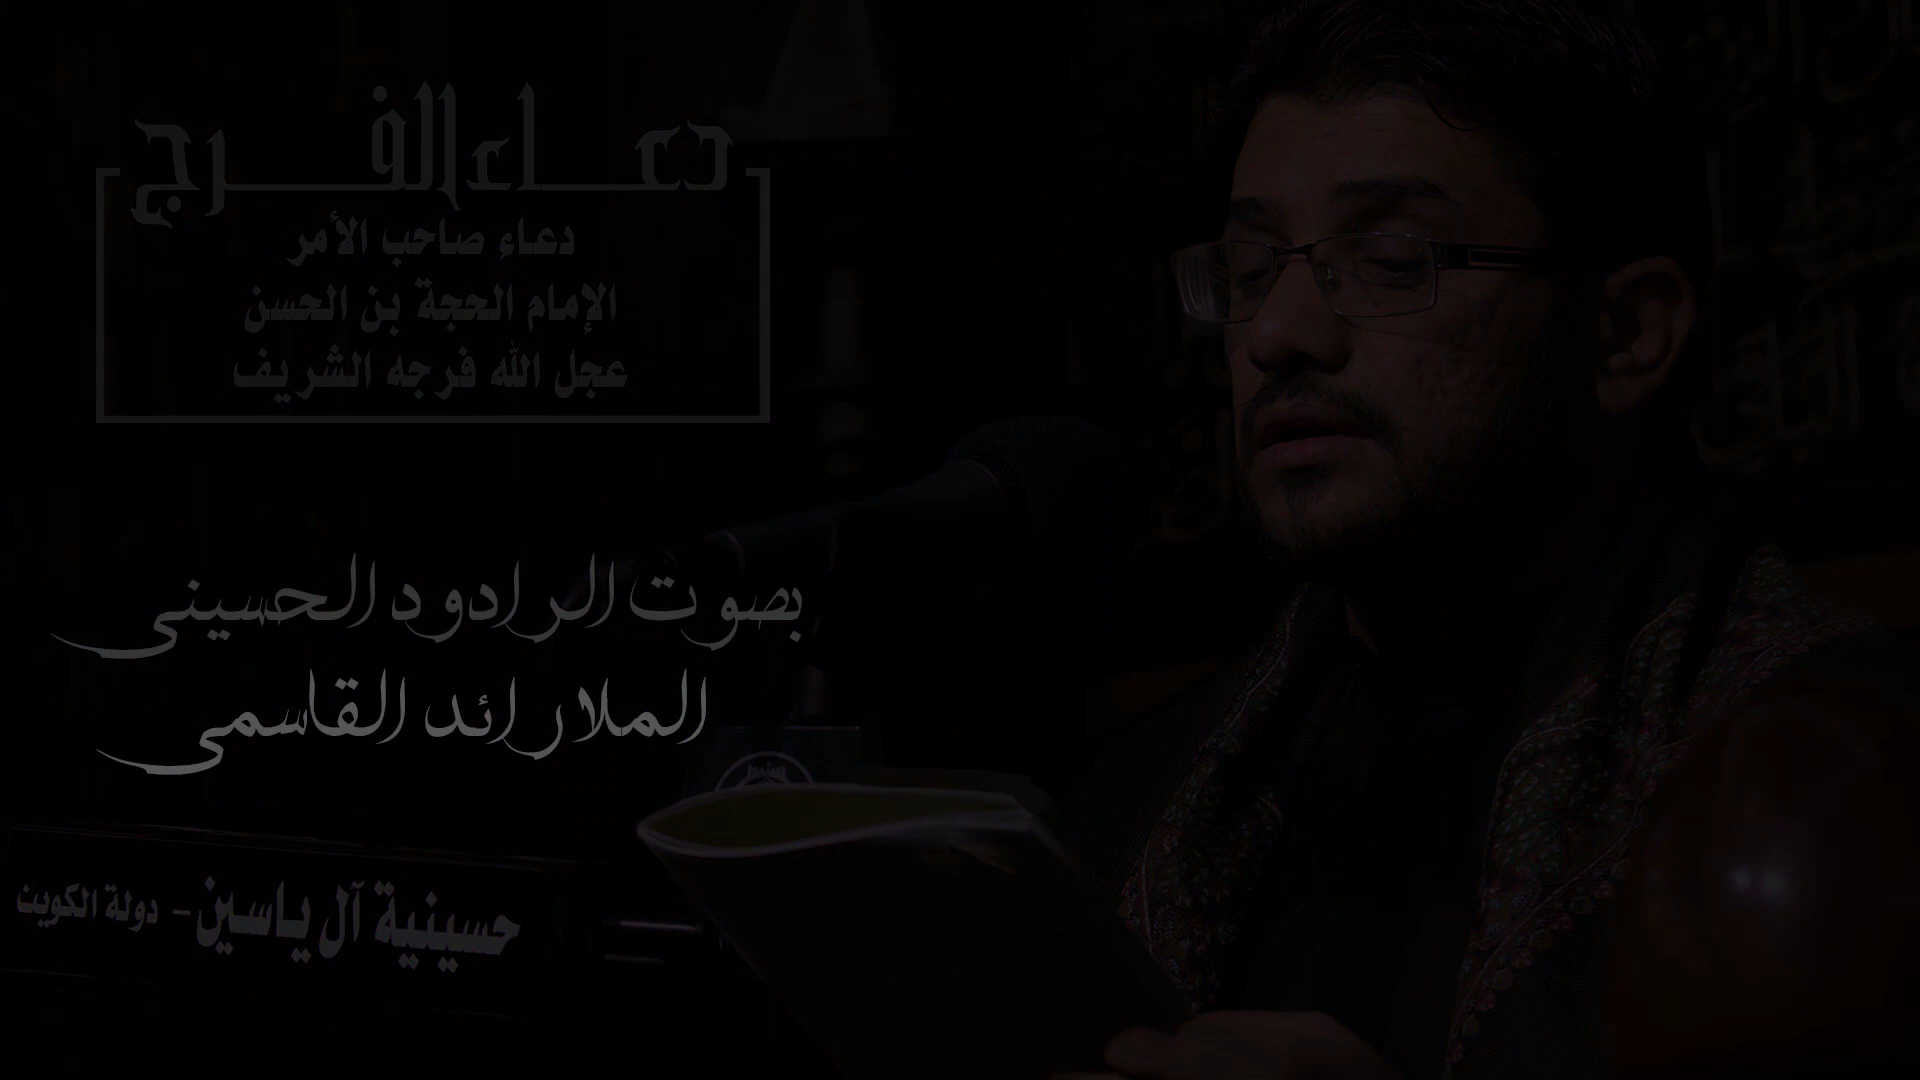 دعاء الفرج
دعاء صاحب الأمر
الإمام الحجة بن الحسن
عجل الله فرجه الشريف
بصوت الرادود الحسيني
الملا رائد القاسمي
حسينية آل ياسين - دولة الكويت